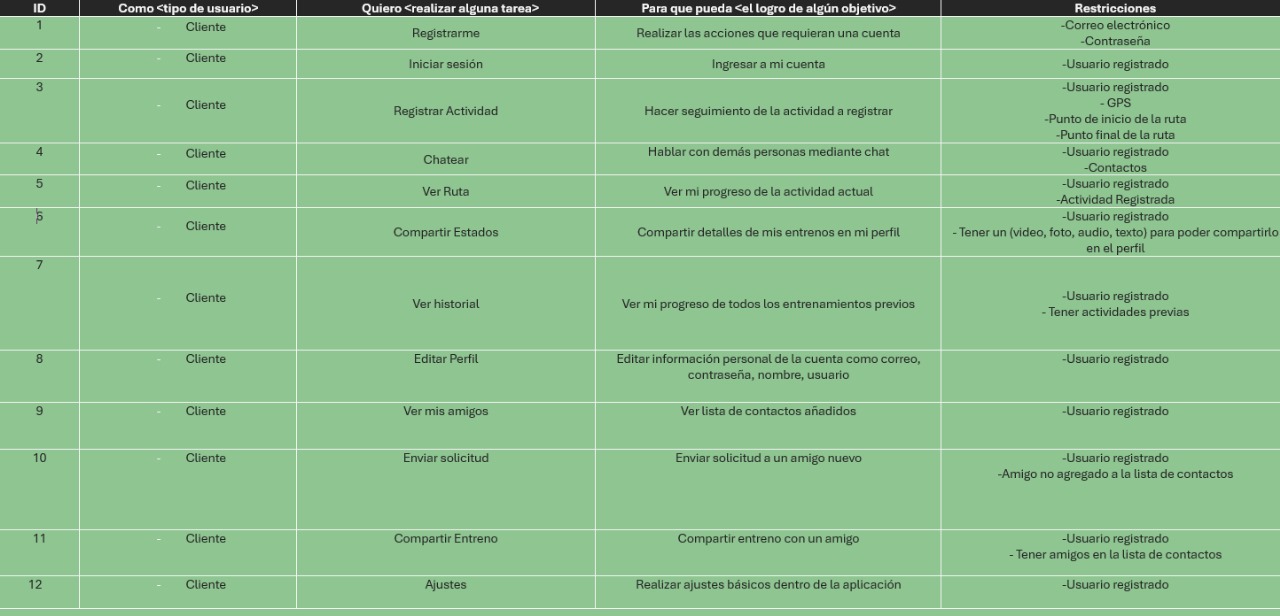 ID Como <tipo de usuario> Quiero <realizar alguna tarea> Para que pueda <el logro de algún objetivo> Restricciones
1 - Cliente Registrarme Realizar las acciones que requieran una cuenta -Correo electrónico
-Contraseña
2 - Cliente Iniciar sesión Ingresar a mi cuenta -Usuario registrado
3 - Cliente Registrar Actividad Hacer seguimiento de la actividad a registrar -Usuario registrado
- GPS
-Punto de inicio de la ruta
-Punto final de la ruta
4 - Cliente Chatear Hablar con demás personas mediante chat -Usuario registrado
-Contactos
5 - Cliente Ver Ruta Ver mi progreso de la actividad actual -Usuario registrado
-Actividad Registrada
6 - Cliente Compartir Estados Compartir detalles de mis entrenos en mi perfil -Usuario registrado
- Tener un (video, foto, audio, texto) para poder compartirlo
en el perfil
7 - Cliente Ver historial Ver mi progreso de todos los entrenamientos previos -Usuario registrado
- Tener actividades previas
8 - Cliente Editar Perfil Editar información personal de la cuenta como correo,
contraseña, nombre, usuario -Usuario registrado
9 - Cliente Ver mis amigos Ver lista de contactos añadidos -Usuario registrado
10 - Cliente Enviar solicitud Enviar solicitud a un amigo nuevo -Usuario registrado
-Amigo no agregado a la lista de contactos
11 - Cliente Compartir Entreno Compartir entreno con un amigo -Usuario registrado
- Tener amigos en la lista de contactos
12 - Cliente Ajustes Realizar ajustes básicos dentro de la aplicación -Usuario registrado